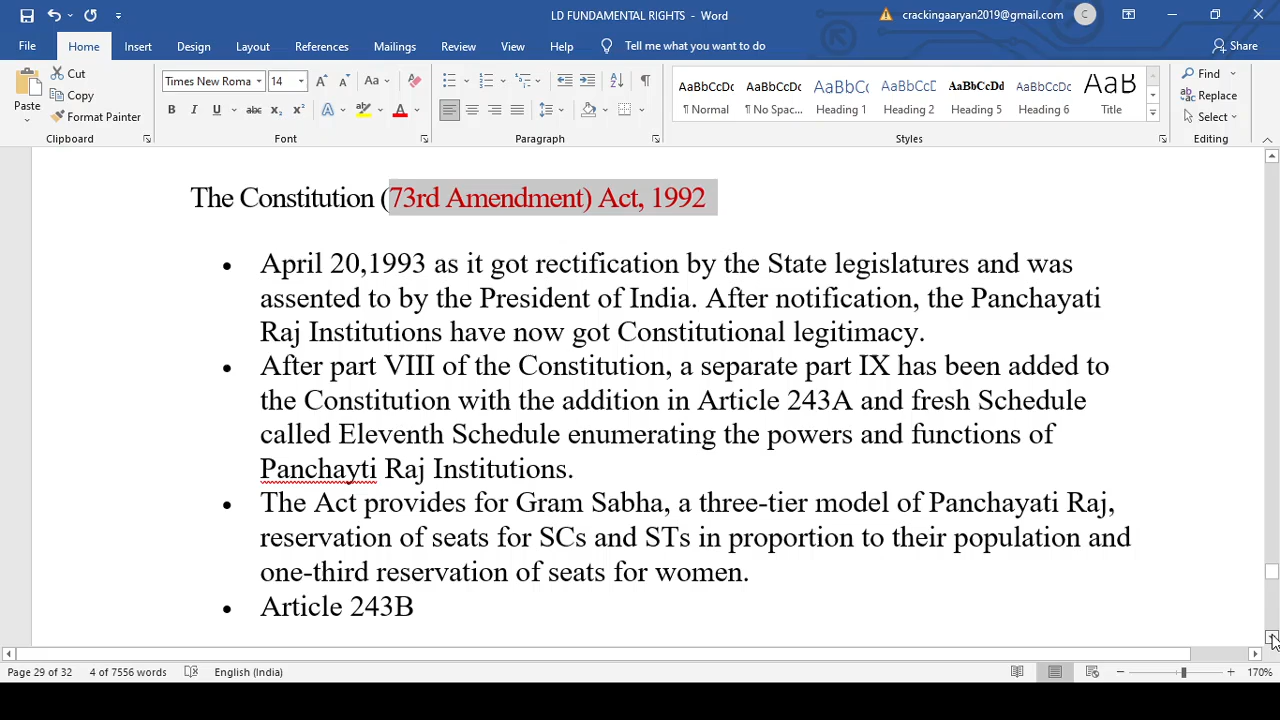 LD FUNDAMENTAL RIGHTS - Word
crackingaaryan2019@gmail.com
C
File Home Insert Design Layout References Mailings Review View Help Tell me what you want to do Share
Paste
Cut
Copy
Format Painter
Clipboard
Times New Roma 14
Aa
B I U abc x₂ x² A A
Font
Paragraph
AaBbCcDc AaBbCcDc AaBbCcDc AaBbCcDc AaBbCcDd AaBbCcDc AaB
¶ Normal ¶ No Spac... Heading 1 Heading 2 Heading 5 Heading 6 Title
Styles
Find
Replace
Select
Editing
The Constitution (73rd Amendment) Act, 1992
• April 20,1993 as it got rectification by the State legislatures and was
assented to by the President of India. After notification, the Panchayati
Raj Institutions have now got Constitutional legitimacy.
• After part VIII of the Constitution, a separate part IX has been added to
the Constitution with the addition in Article 243A and fresh Schedule
called Eleventh Schedule enumerating the powers and functions of
Panchayti Raj Institutions.
• The Act provides for Gram Sabha, a three-tier model of Panchayati Raj,
reservation of seats for SCs and STs in proportion to their population and
one-third reservation of seats for women.
• Article 243B
Page 29 of 32 4 of 7556 words English (India) 170%